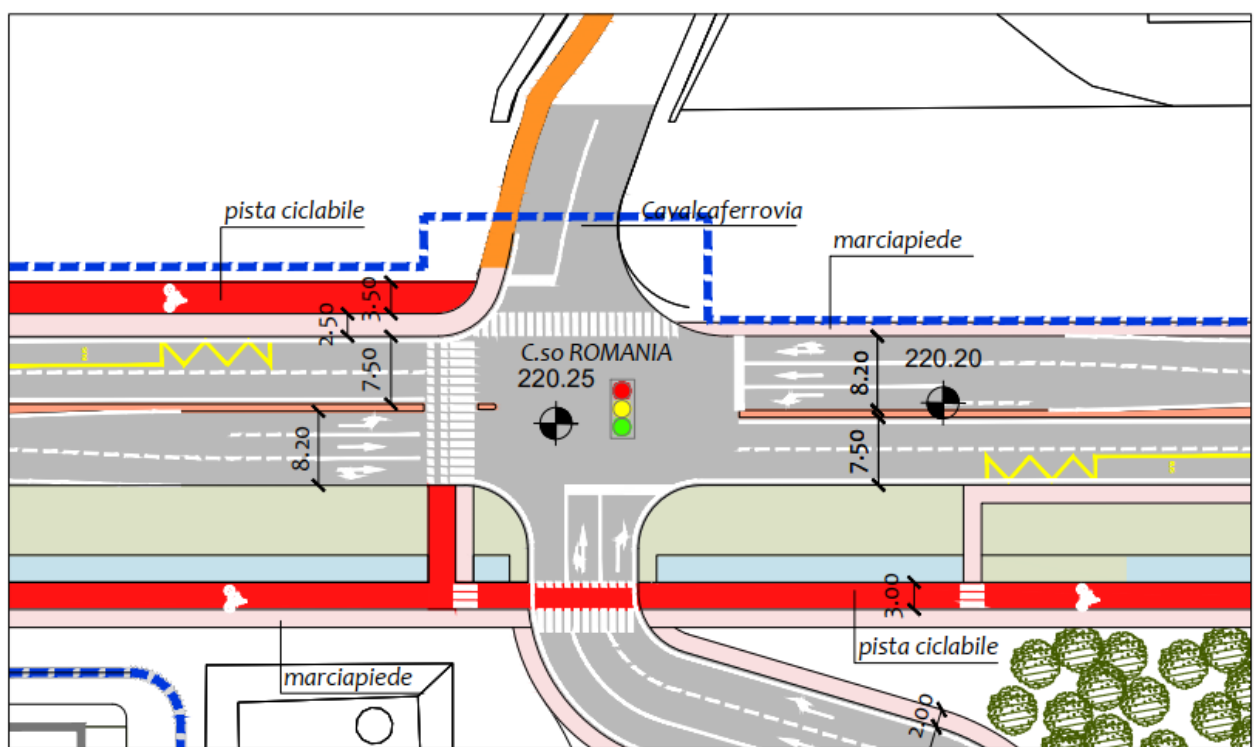 pista ciclabile
Cavalcaferrovia
marciapiede
3.50
2.50
C.so ROMANIA
220.25
220.20
7.50
8.20
8.20
7.50
3.00
pista ciclabile
marciapiede
2.00